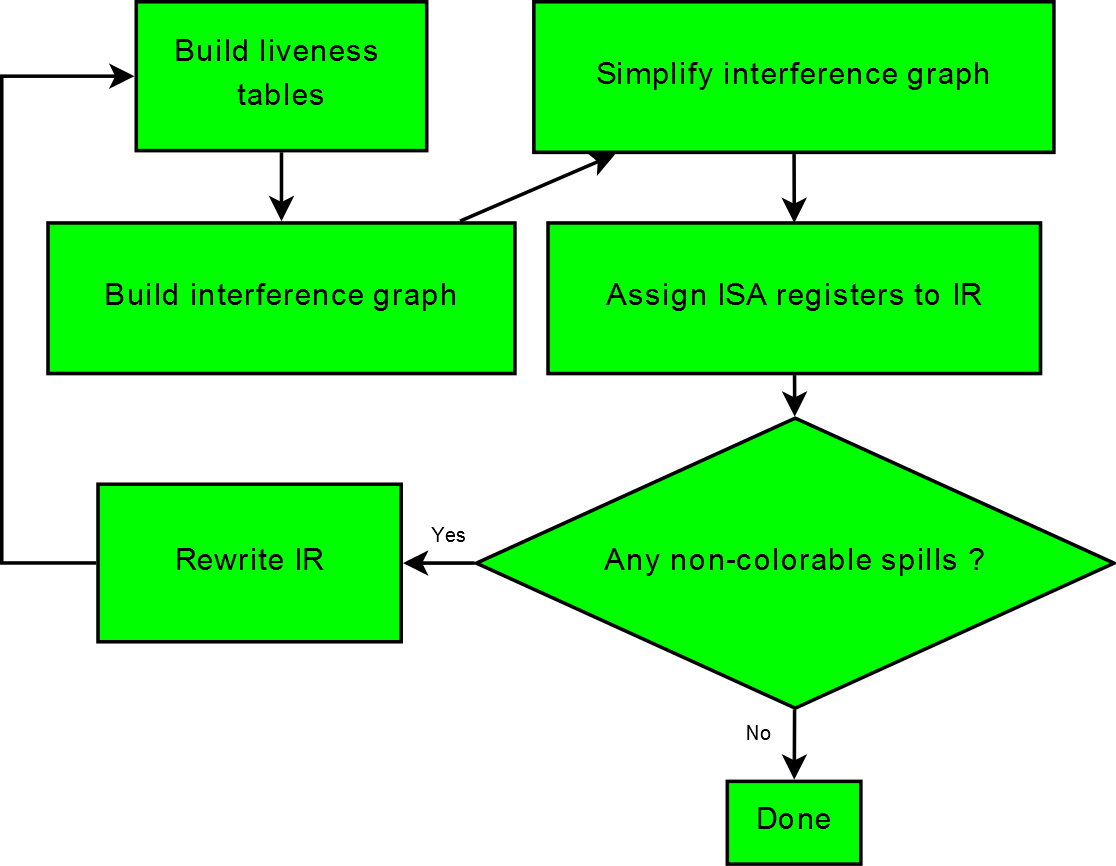 Build liveness
tables
Simplify interference graph
Build interference graph
Assign ISA registers to IR
Rewrite IR
Yes
Any non-colorable spills ?
No
Done